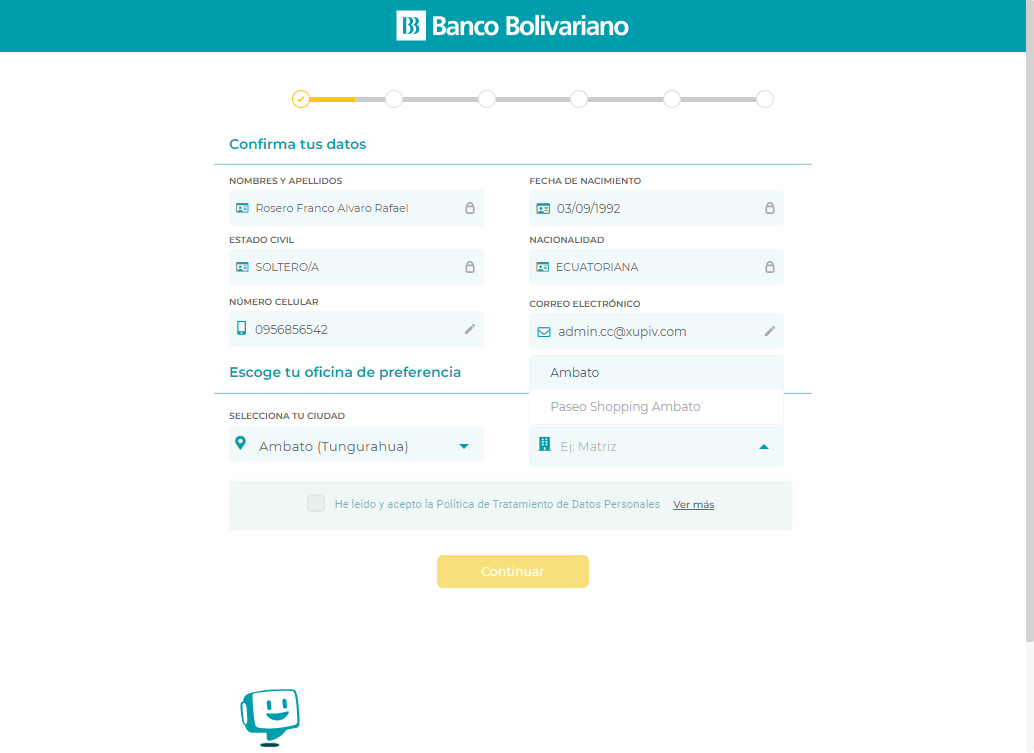 Banco Bolivariano
Confirma tus datos
NOMBRES Y APELLIDOS
Rosero Franco Alvaro Rafael
FECHA DE NACIMIENTO
03/09/1992
ESTADO CIVIL
SOLTERO/A
NACIONALIDAD
ECUATORIANA
NÚMERO CELULAR
0956856542
CORREO ELECTRÓNICO
admin.cc@xupiv.com
Escoge tu oficina de preferencia
Ambato
Paseo Shopping Ambato
SELECCIONA TU CIUDAD
Ambato (Tungurahua)
Ej: Matriz
He leído y acepto la Política de Tratamiento de Datos Personales Ver más
Continuar